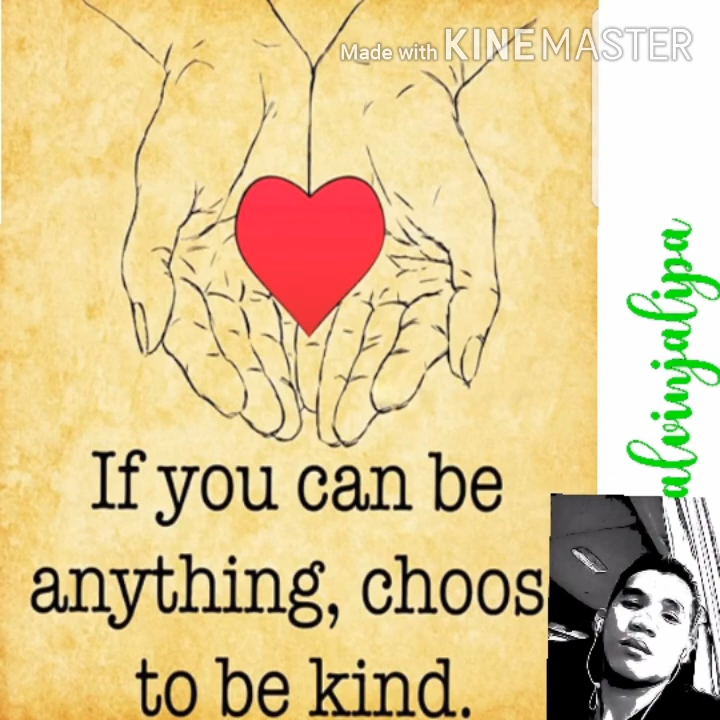 Made with KINEMASTER
If you can be
anything, choos
to be kind.
alvinjalipa